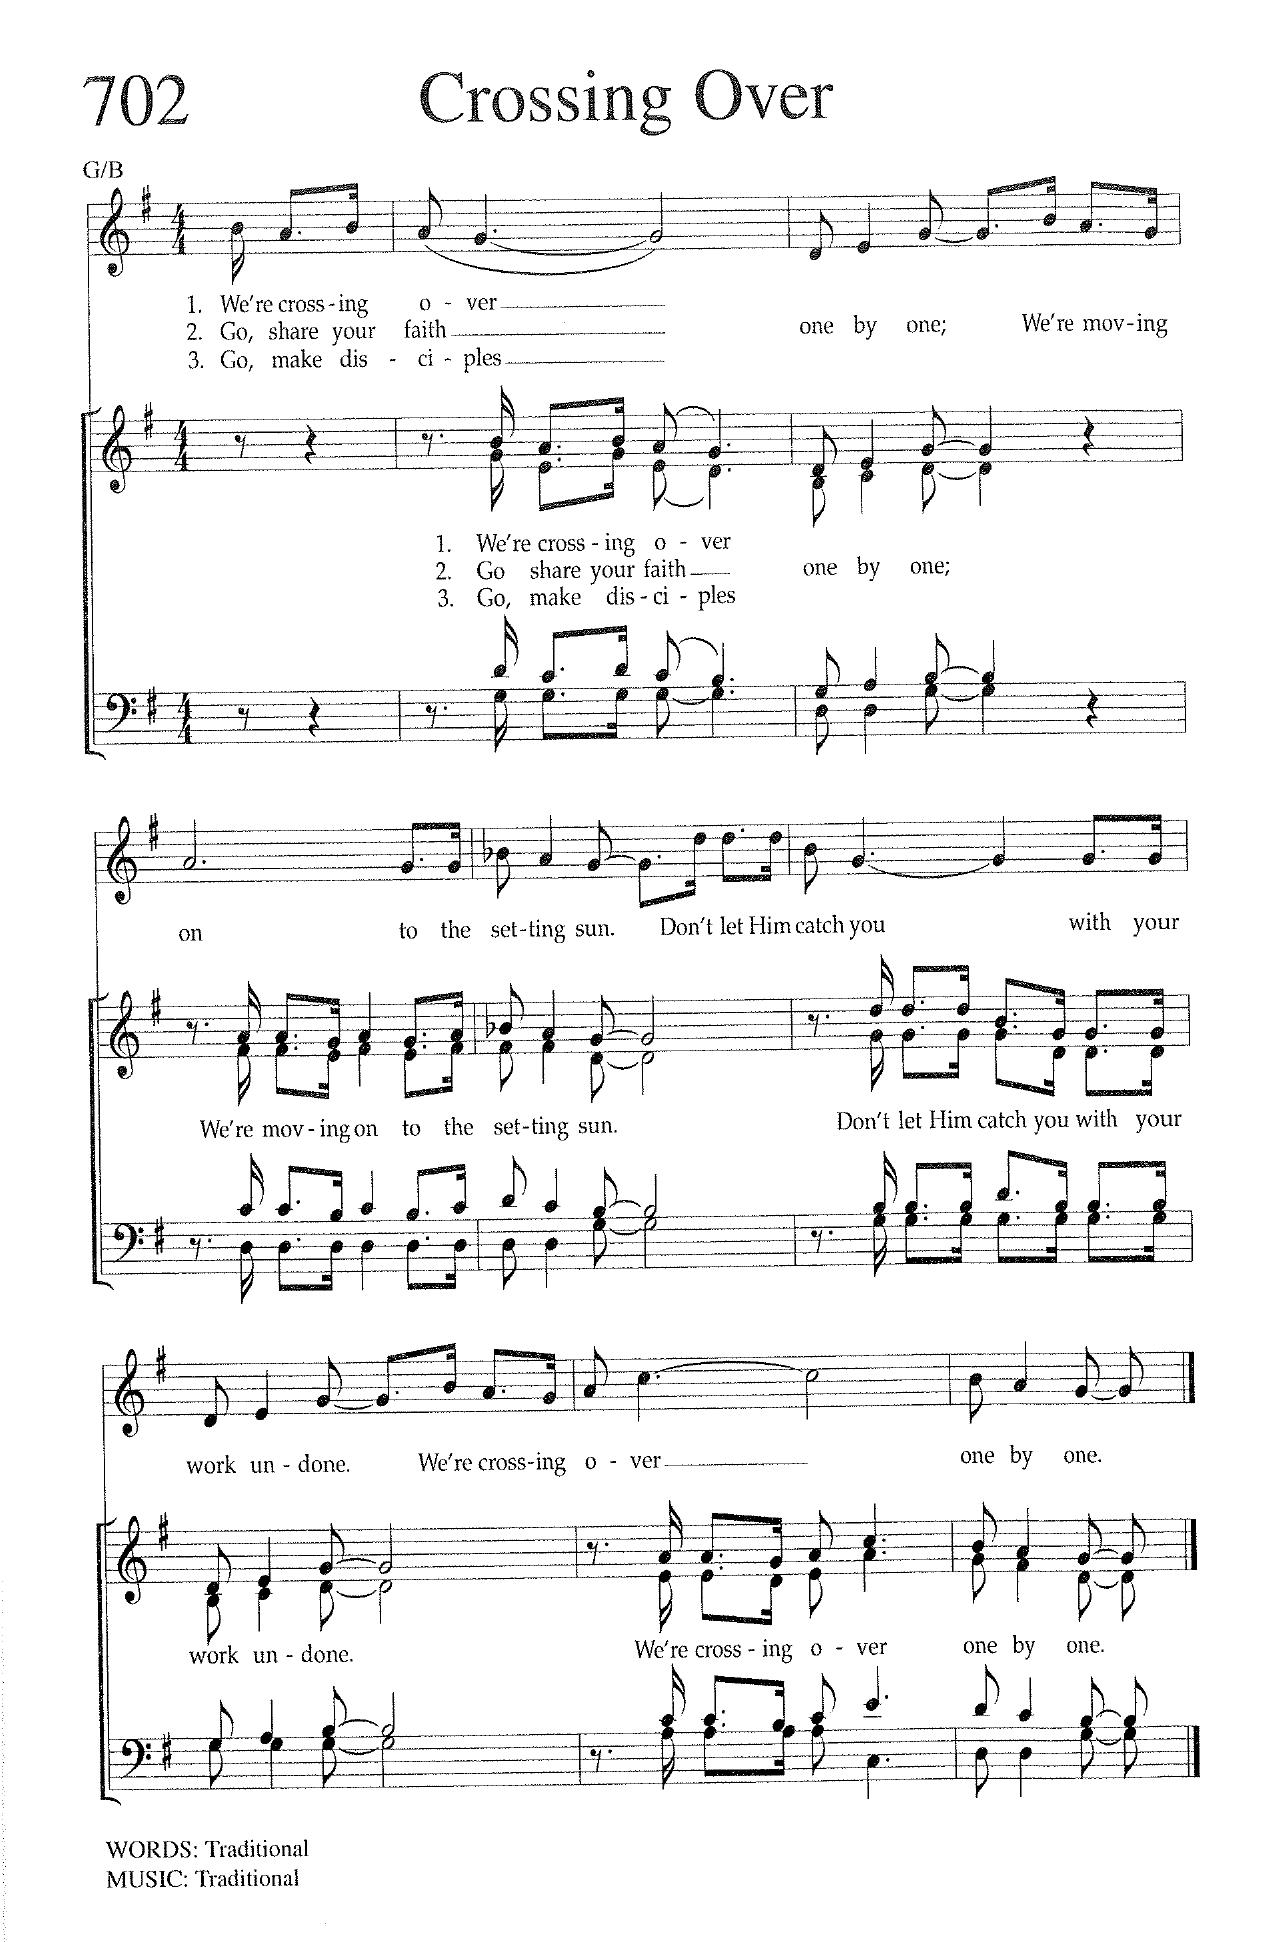 702 Crossing Over
G/B
1. We're cross-ing o - ver
2. Go, share your faith
3. Go, make dis - ci - ples
one by one; We're mov-ing
1. We're cross - ing o - ver
2. Go share your faith
3. Go, make dis - ci - ples
one by one;
on to the set-ting sun. Don't let Him catch you with your
We're mov - ing on to the set-ting sun. Don't let Him catch you with your
work un - done. We're cross-ing o - ver one by one.
work un - done. We're cross - ing o - ver one by one.
WORDS: Traditional
MUSIC: Traditional